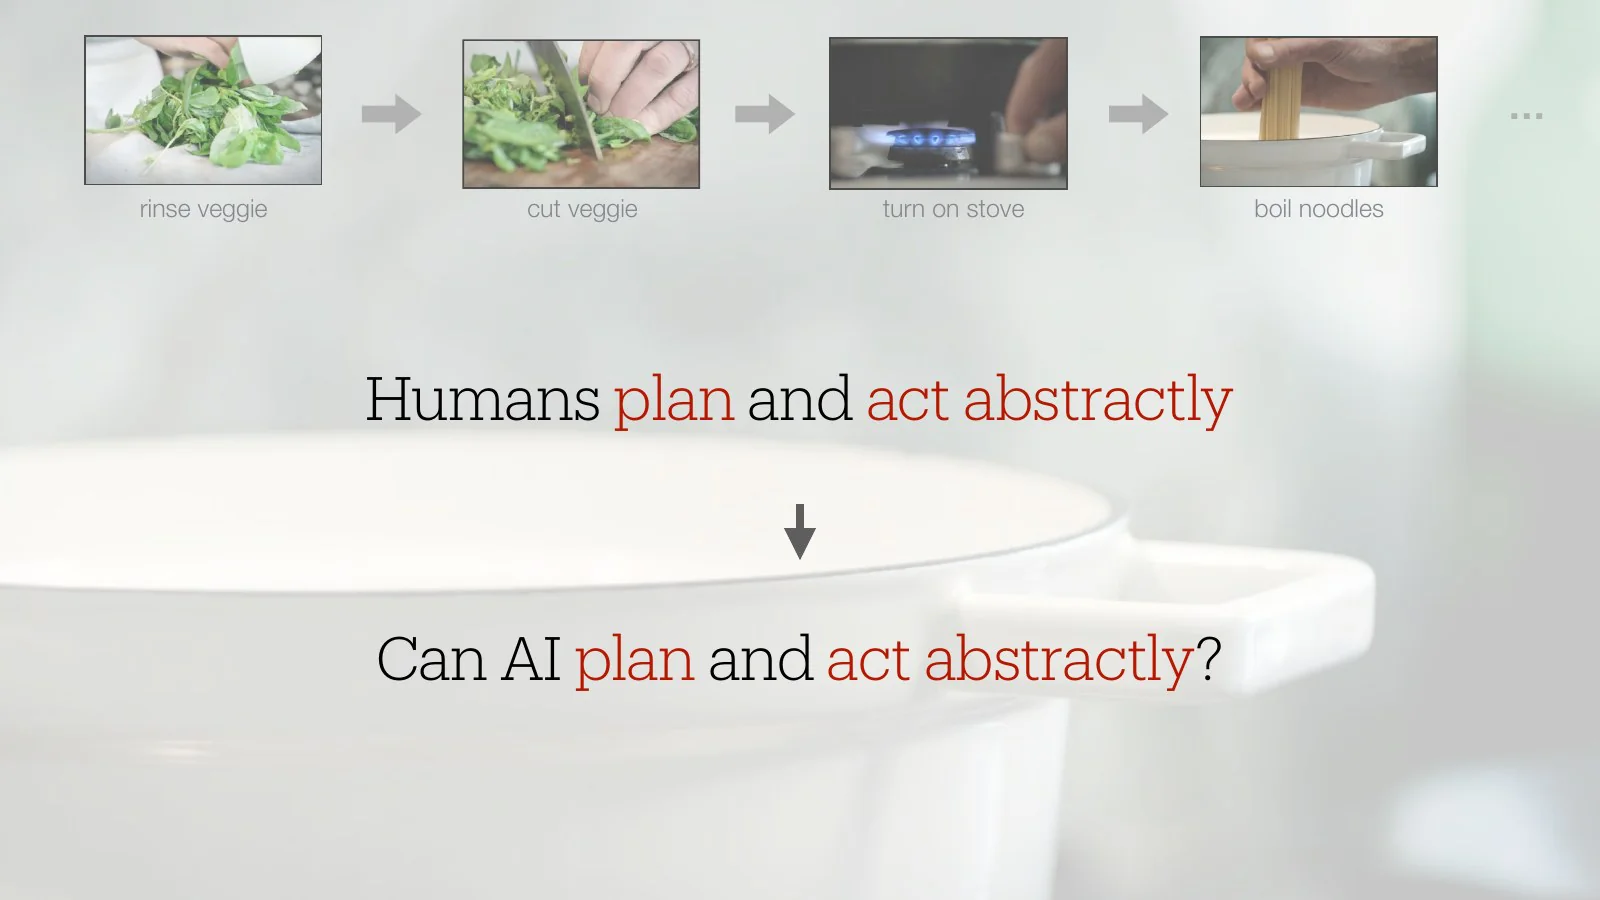 rinse veggie
cut veggie
turn on stove
boil noodles
...
Humans plan and act abstractly
Can AI plan and act abstractly?